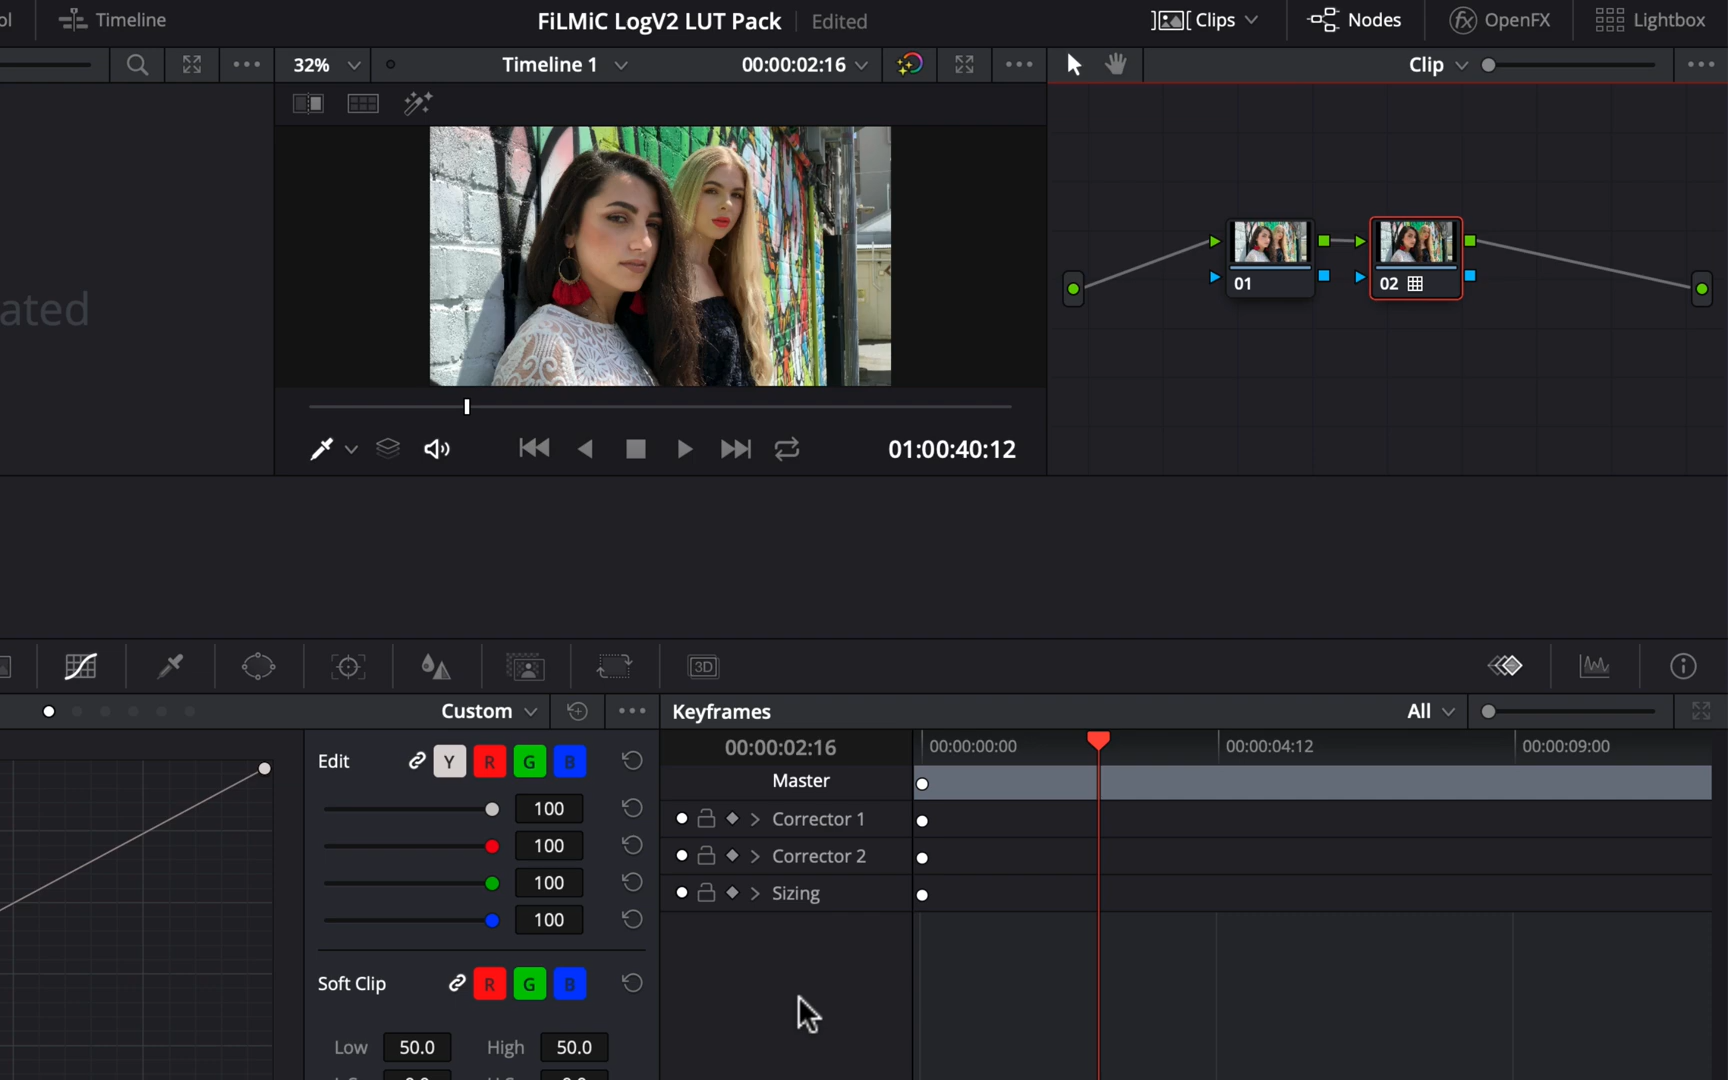 ol
Timeline
FiLMiC LogV2 LUT Pack
Edited
Clips
Nodes
fx OpenFX
Lightbox
32%
Timeline 1
00:00:02:16
Clip
ated
01
02
01:00:40:12
3D
Custom
Keyframes
All
Edit
Y R G B
00:00:02:16
00:00:00:00
00:00:04:12
00:00:09:00
Master
100
Corrector 1
100
Corrector 2
100
Sizing
100
Soft Clip
R G B
Low 50.0 High 50.0